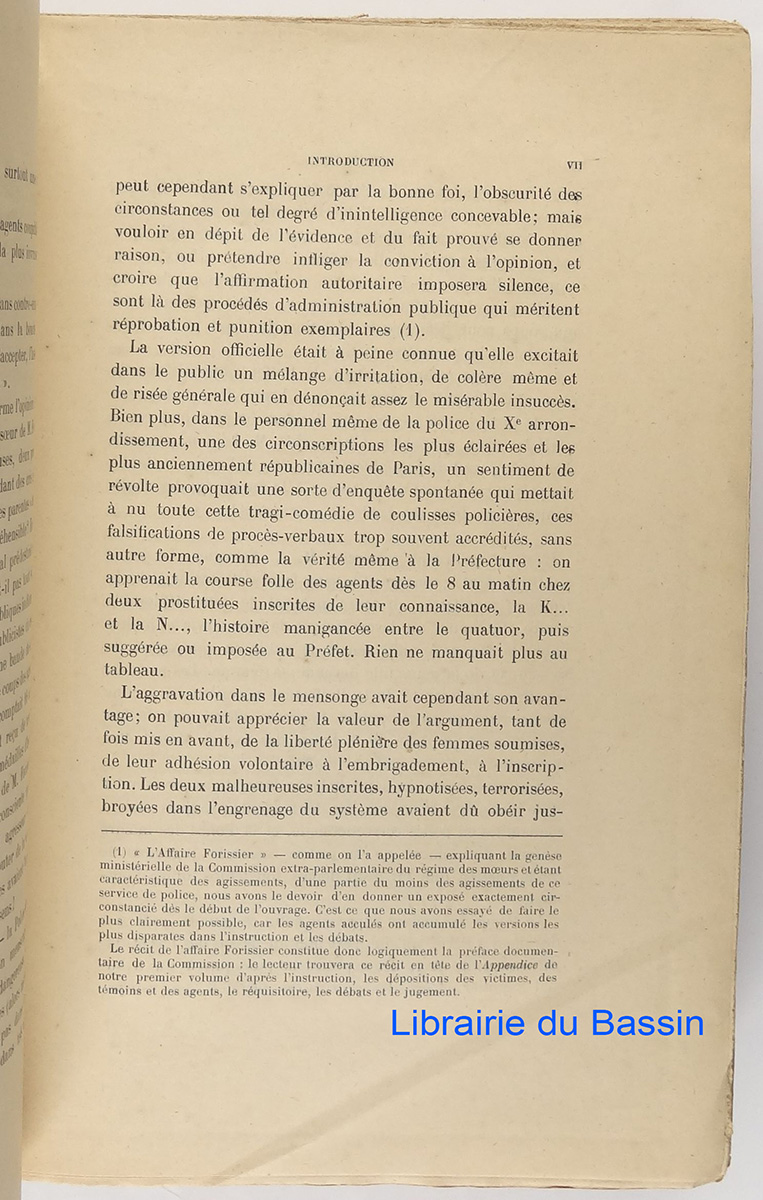 INTRODUCTION VII
peut cependant s'expliquer par la bonne foi, l'obscurité des
circonstances ou tel degré d'inintelligence concevable; mais
vouloir en dépit de l'évidence et du fait prouvé se donner
raison, ou prétendre infliger la conviction à l'opinion, et
croire que l'affirmation autoritaire imposera silence, ce
sont là des procédés d'administration publique qui méritent
réprobation et punition exemplaires (1).
La version officielle était à peine connue qu'elle excitait
dans le public un mélange d'irritation, de colère même et
de risée générale qui en dénonçait assez le misérable insuccès.
Bien plus, dans le personnel même de la police du Xe arron-
dissement, une des circonscriptions les plus éclairées et les
plus anciennement républicaines de Paris, un sentiment de
révolte provoquait une sorte d'enquête spontanée qui mettait
à nu toute cette tragi-comédie de coulisses policières, ces
falsifications de procès-verbaux trop souvent accrédités, sans
autre forme, comme la vérité même à la Préfecture : on
apprenait la course folle des agents dès le 8 au matin chez
deux prostituées inscrites de leur connaissance, la K...
et la N..., l'histoire manigancée entre le quatuor, puis
suggérée ou imposée au Préfet. Rien ne manquait plus au
tableau.
L'aggravation dans le mensonge avait cependant son avan-
tage; on pouvait apprécier la valeur de l'argument, tant de
fois mis en avant, de la liberté plénière des femmes soumises,
de leur adhésion volontaire à l'embrigadement, à l'inscrip-
tion. Les deux malheureuses inscrites, hypnotisées, terrorisées,
broyées dans l'engrenage du système avaient dû obéir jus-
(1) « L'Affaire Forissier » — comme on l'a appelée — expliquant la genèse
ministérielle de la Commission extra-parlementaire du régime des mœurs et étant
caractéristique des agissements, d'une partie du moins des agissements de ce
service de police, nous avons le devoir d'en donner un exposé exactement cir-
constancié dès le début de l'ouvrage. C'est ce que nous avons essayé de faire le
plus clairement possible, car les agents acculés ont accumulé les versions les
plus disparates dans l'instruction et les débats.
Le récit de l'affaire Forissier constitue donc logiquement la préface documen-
taire de la Commission : le lecteur trouvera ce récit en tête de l'Appendice de
notre premier volume d'après l'instruction, les dépositions des victimes, des
témoins et des agents, le réquisitoire, les débats et le jugement.
Librairie du Bassin